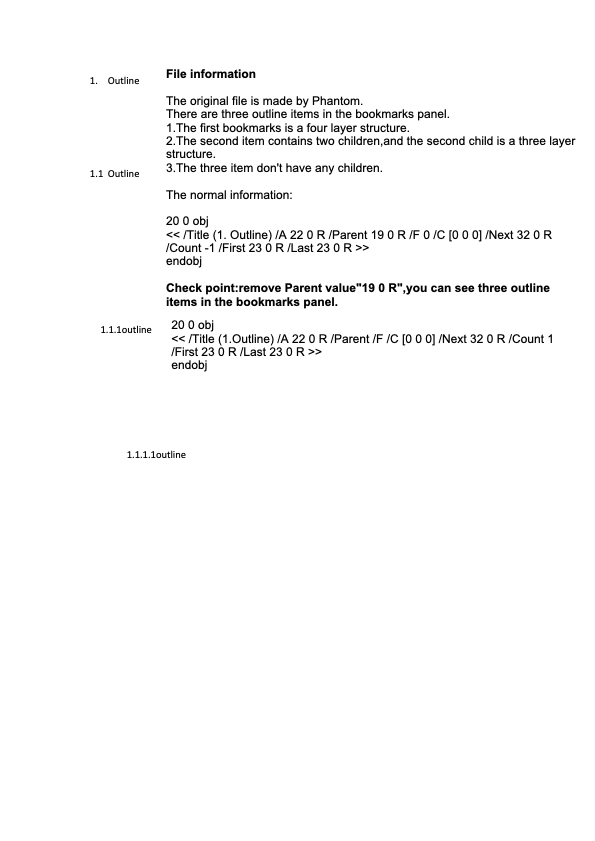 File information
1. Outline
The original file is made by Phantom.
There are three outline items in the bookmarks panel.
1.The first bookmarks is a four layer structure.
2.The second item contains two children,and the second child is a three layer
structure.
3.The three item don't have any children.
1.1 Outline
The normal information:
20 0 obj
<< /Title (1. Outline) /A 22 0 R /Parent 19 0 R /F 0 /C [0 0 0] /Next 32 0 R
/Count -1 /First 23 0 R /Last 23 0 R >>
endobj
Check point:remove Parent value"19 0 R",you can see three outline
items in the bookmarks panel.
1.1.1outline
20 0 obj
<< /Title (1.Outline) /A 22 0 R /Parent /F /C [0 0 0] /Next 32 0 R /Count 1
/First 23 0 R /Last 23 0 R >>
endobj
1.1.1.1outline